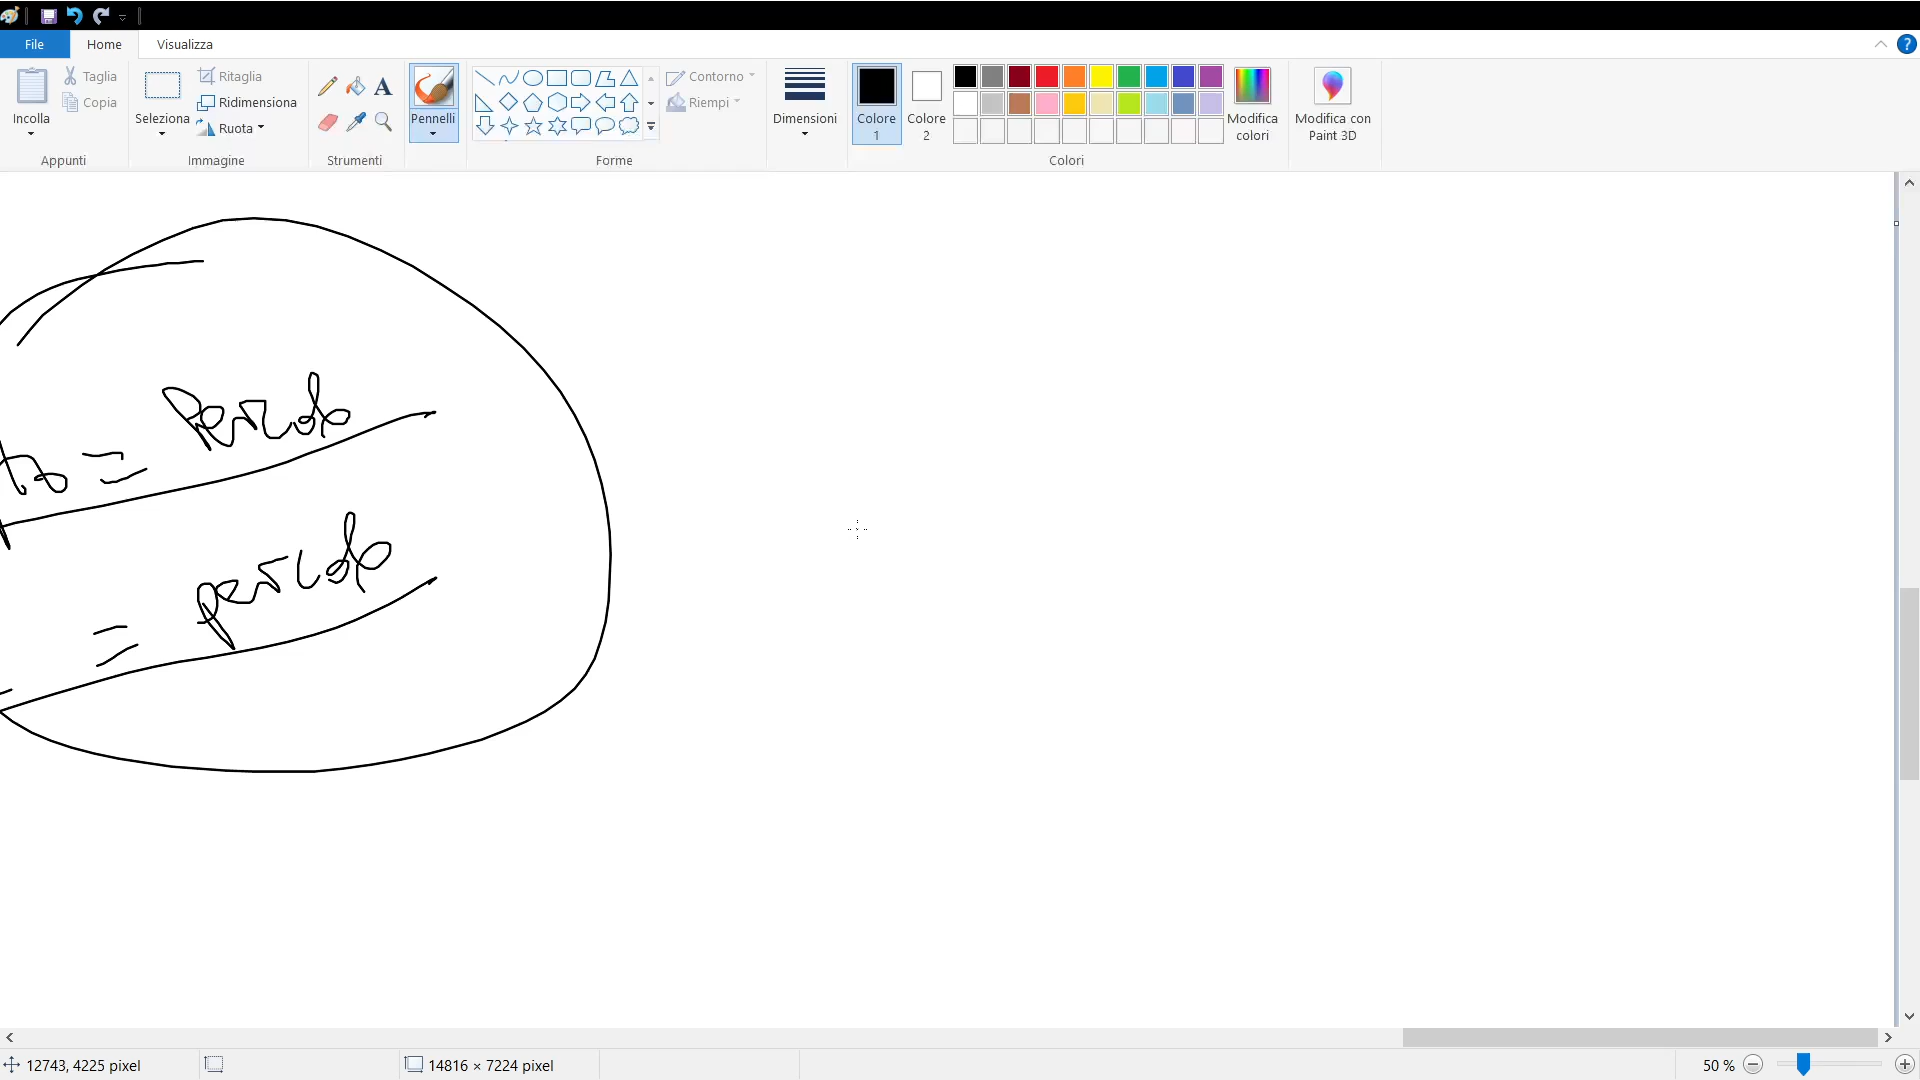 File Home Visualizza
Incolla
Taglia
Copia
Appunti
Seleziona
Ritaglia
Ridimensiona
Ruota
Immagine
Strumenti
Pennelli
Forme
Contorno
Riempi
Dimensioni
Colore 1
Colore 2
Colori
Modifica colori
Modifica con Paint 3D
=
=
12743, 4225 pixel
14816 × 7224 pixel
50 %